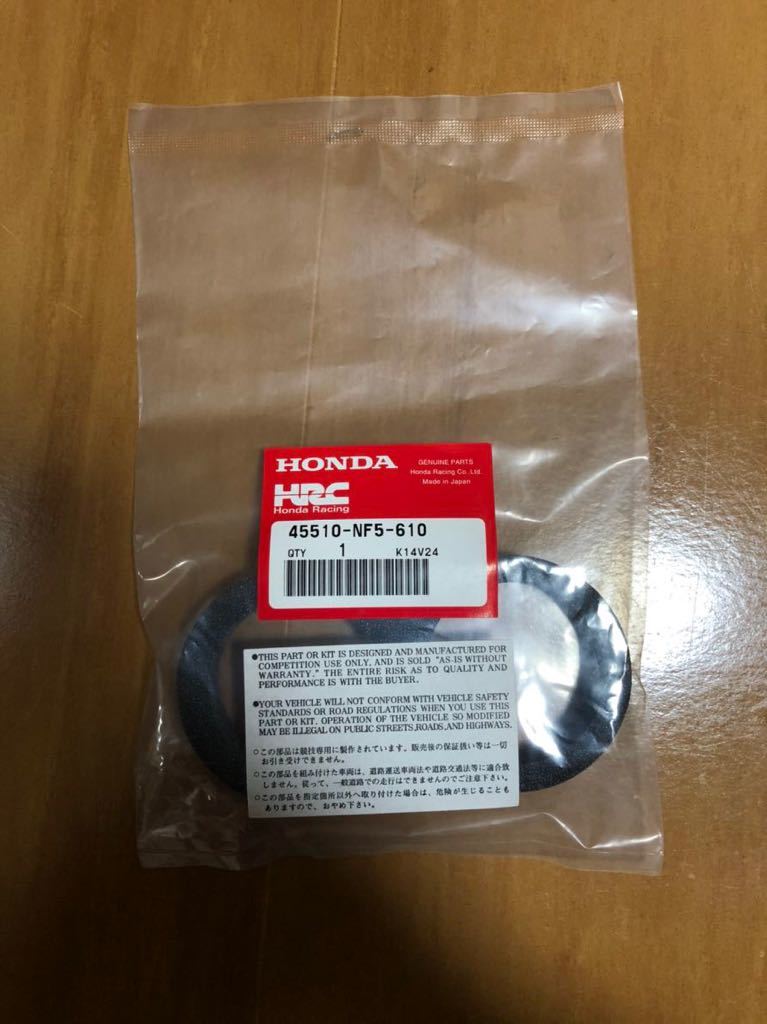 HONDA
GENUINE PARTS
Honda Racing Co.,Ltd.
Made in Japan
HRC
Honda Racing
45510-NF5-610
QTY 1 K14V24
●THIS PART OR KIT IS DESIGNED AND MANUFACTURED FOR
COMPETITION USE ONLY, AND IS SOLD "AS-IS WITHOUT
WARRANTY." THE ENTIRE RISK AS TO QUALITY AND
PERFORMANCE IS WITH THE BUYER.
●YOUR VEHICLE WILL NOT CONFORM WITH VEHICLE SAFETY
STANDARDS OR ROAD REGULATIONS WHEN YOU USE THIS
PART OR KIT. OPERATION OF THE VEHICLE SO MODIFIED
MAY BE ILLEGAL ON PUBLIC STREETS,ROADS,AND HIGHWAYS.
○この部品は競技専用に製作されています。販売後の保証扱い等は一切
お引き受けできません。
○この部品を組み付けた車両は、道路運送車両法や道路交通法等に適合致
しません。従って、一般道路での走行はできませんのでご注意下さい。
○この部品を指定箇所以外へ取り付けた場合は、危険が生じることも
ありますので、おやめ下さい。